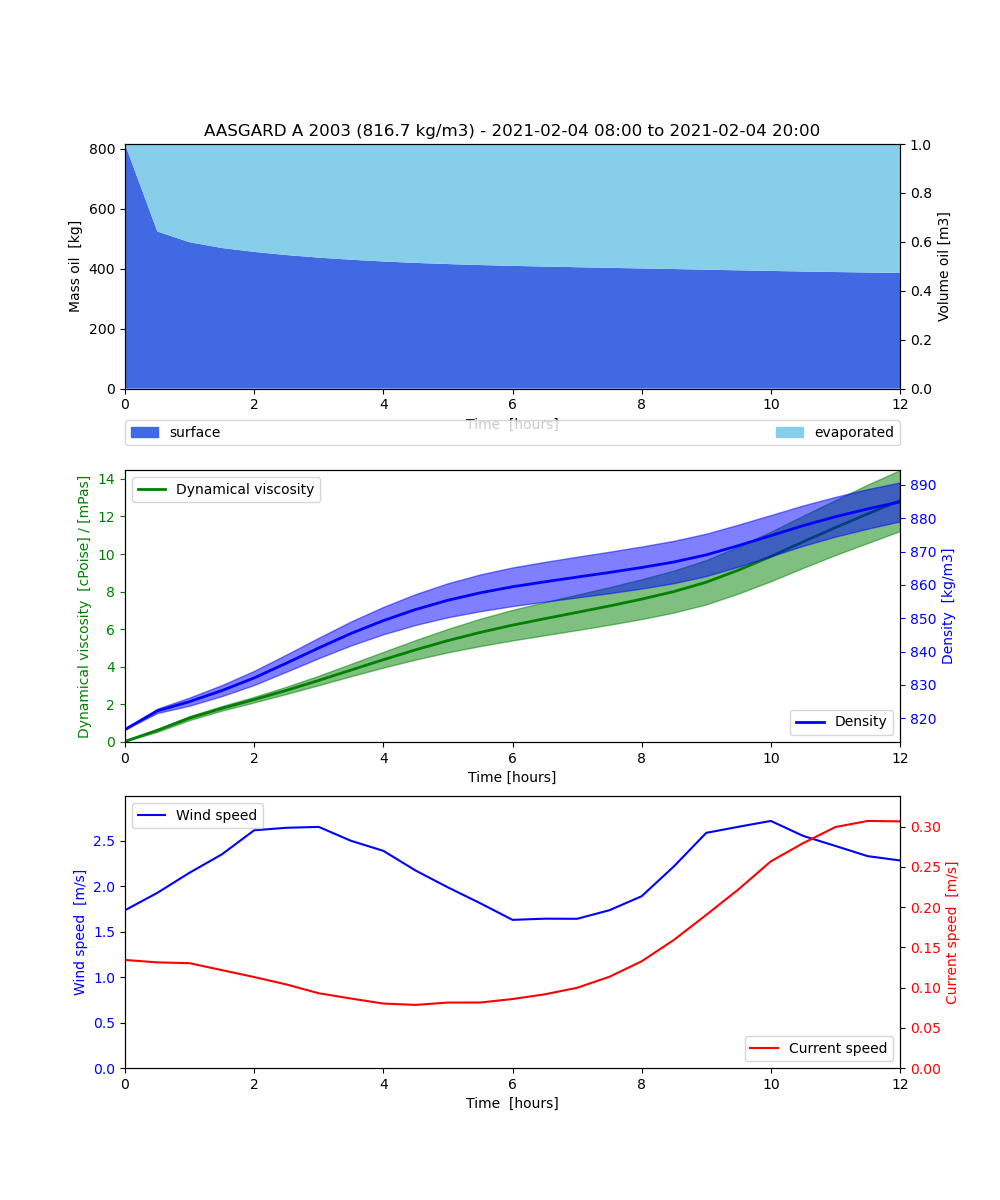 AASGARD A 2003 (816.7 kg/m3) - 2021-02-04 08:00 to 2021-02-04 20:00
Mass oil [kg]
800
600
400
200
0
Volume oil [m3]
1.0
0.8
0.6
0.4
0.2
0.0
0 2 4 6 8 10 12
Time [hours]
surface evaporated
Dynamical viscosity [cPoise] / [mPas]
14
12
10
8
6
4
2
0
Dynamical viscosity
Density [kg/m3]
890
880
870
860
850
840
830
820
Density
0 2 4 6 8 10 12
Time [hours]
Wind speed [m/s]
2.5
2.0
1.5
1.0
0.5
0.0
Wind speed
Current speed [m/s]
0.30
0.25
0.20
0.15
0.10
0.05
0.00
Current speed
0 2 4 6 8 10 12
Time [hours]